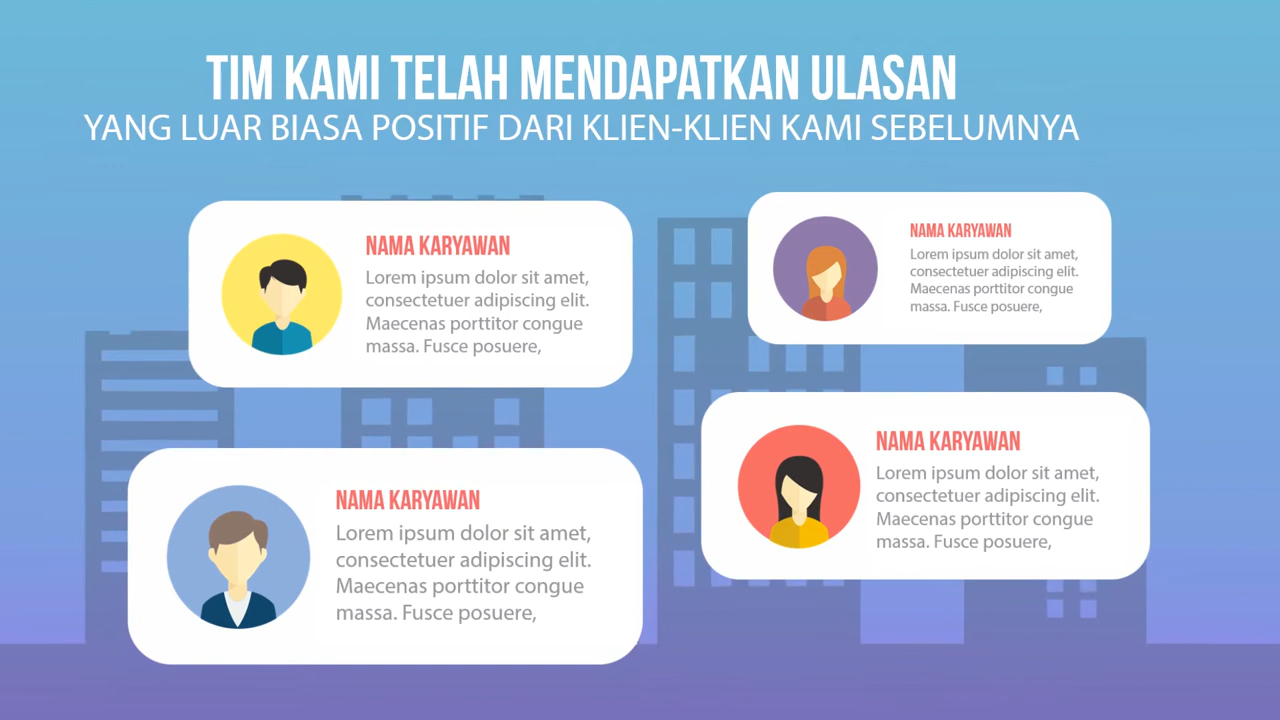 TIM KAMI TELAH MENDAPATKAN ULASAN
YANG LUAR BIASA POSITIF DARI KLIEN-KLIEN KAMI SEBELUMNYA
NAMA KARYAWAN
Lorem ipsum dolor sit amet,
consectetuer adipiscing elit.
Maecenas porttitor congue
massa. Fusce posuere,
NAMA KARYAWAN
Lorem ipsum dolor sit amet,
consectetuer adipiscing elit.
Maecenas porttitor congue
massa. Fusce posuere,
NAMA KARYAWAN
Lorem ipsum dolor sit amet,
consectetuer adipiscing elit.
Maecenas porttitor congue
massa. Fusce posuere,
NAMA KARYAWAN
Lorem ipsum dolor sit amet,
consectetuer adipiscing elit.
Maecenas porttitor congue
massa. Fusce posuere,